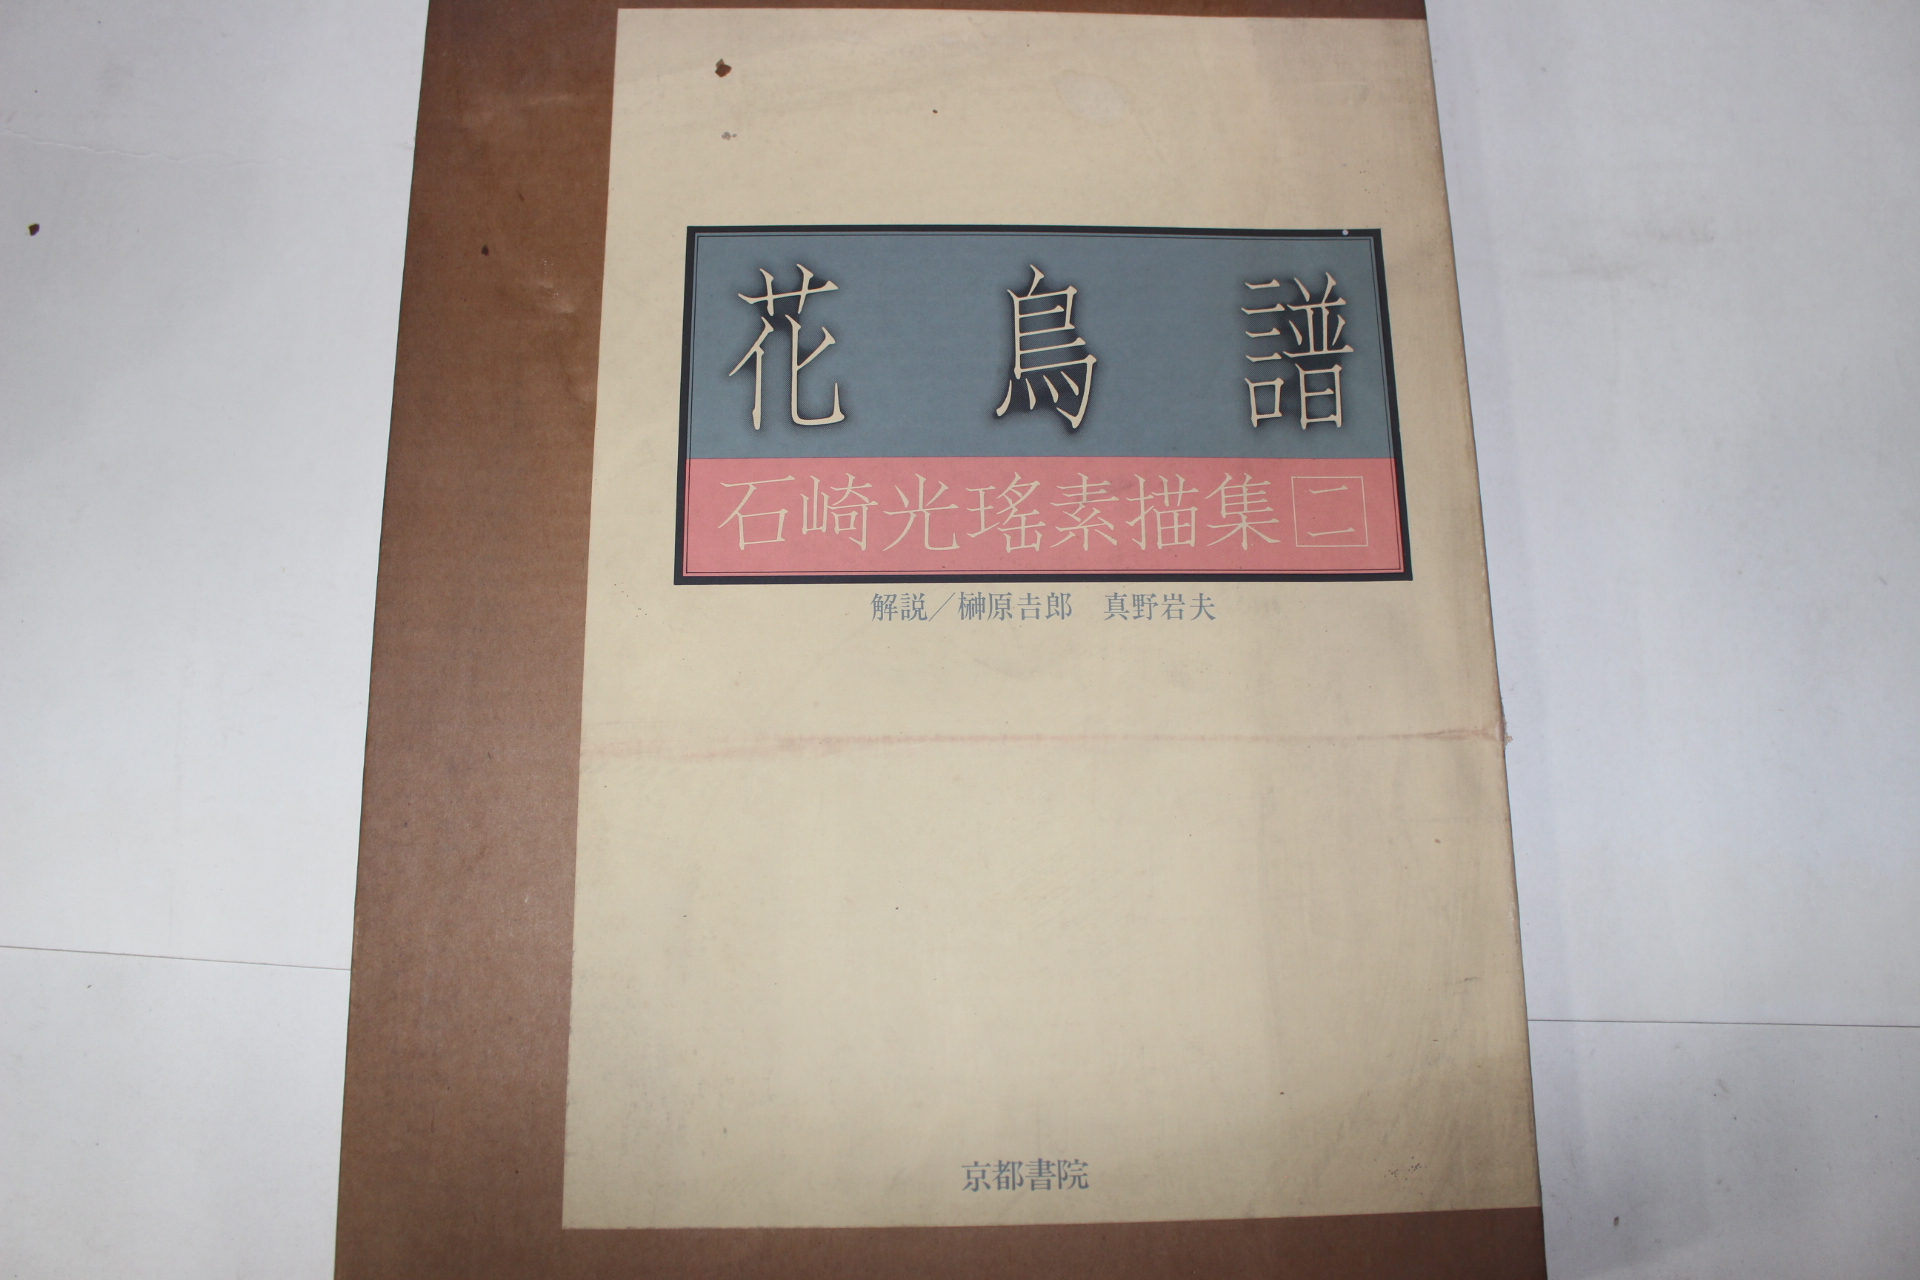 花鳥譜
石崎光瑤素描集 二
解説／榊原吉郎　真野岩夫
京都書院